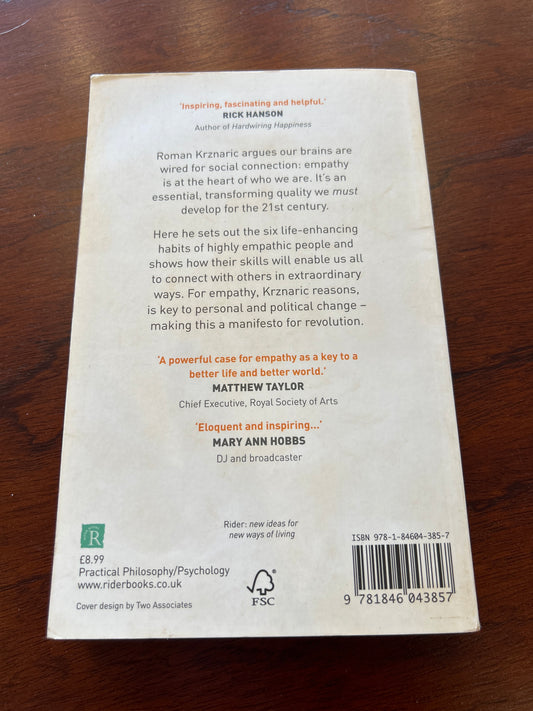 'Inspiring, fascinating and helpful.'
RICK HANSON
Author of Hardwiring Happiness
Roman Krznaric argues our brains are
wired for social connection: empathy
is at the heart of who we are. It's an
essential, transforming quality we must
develop for the 21st century.
Here he sets out the six life-enhancing
habits of highly empathic people and
shows how their skills will enable us all
to connect with others in extraordinary
ways. For empathy, Krznaric reasons,
is key to personal and political change –
making this a manifesto for revolution.
'A powerful case for empathy as a key to a
better life and better world.'
MATTHEW TAYLOR
Chief Executive, Royal Society of Arts
'Eloquent and inspiring...'
MARY ANN HOBBS
DJ and broadcaster
Rider: new ideas for
new ways of living
R
£8.99
Practical Philosophy/Psychology
www.riderbooks.co.uk
Cover design by Two Associates
FSC
ISBN 978-1-84604-385-7
9 781846 043857